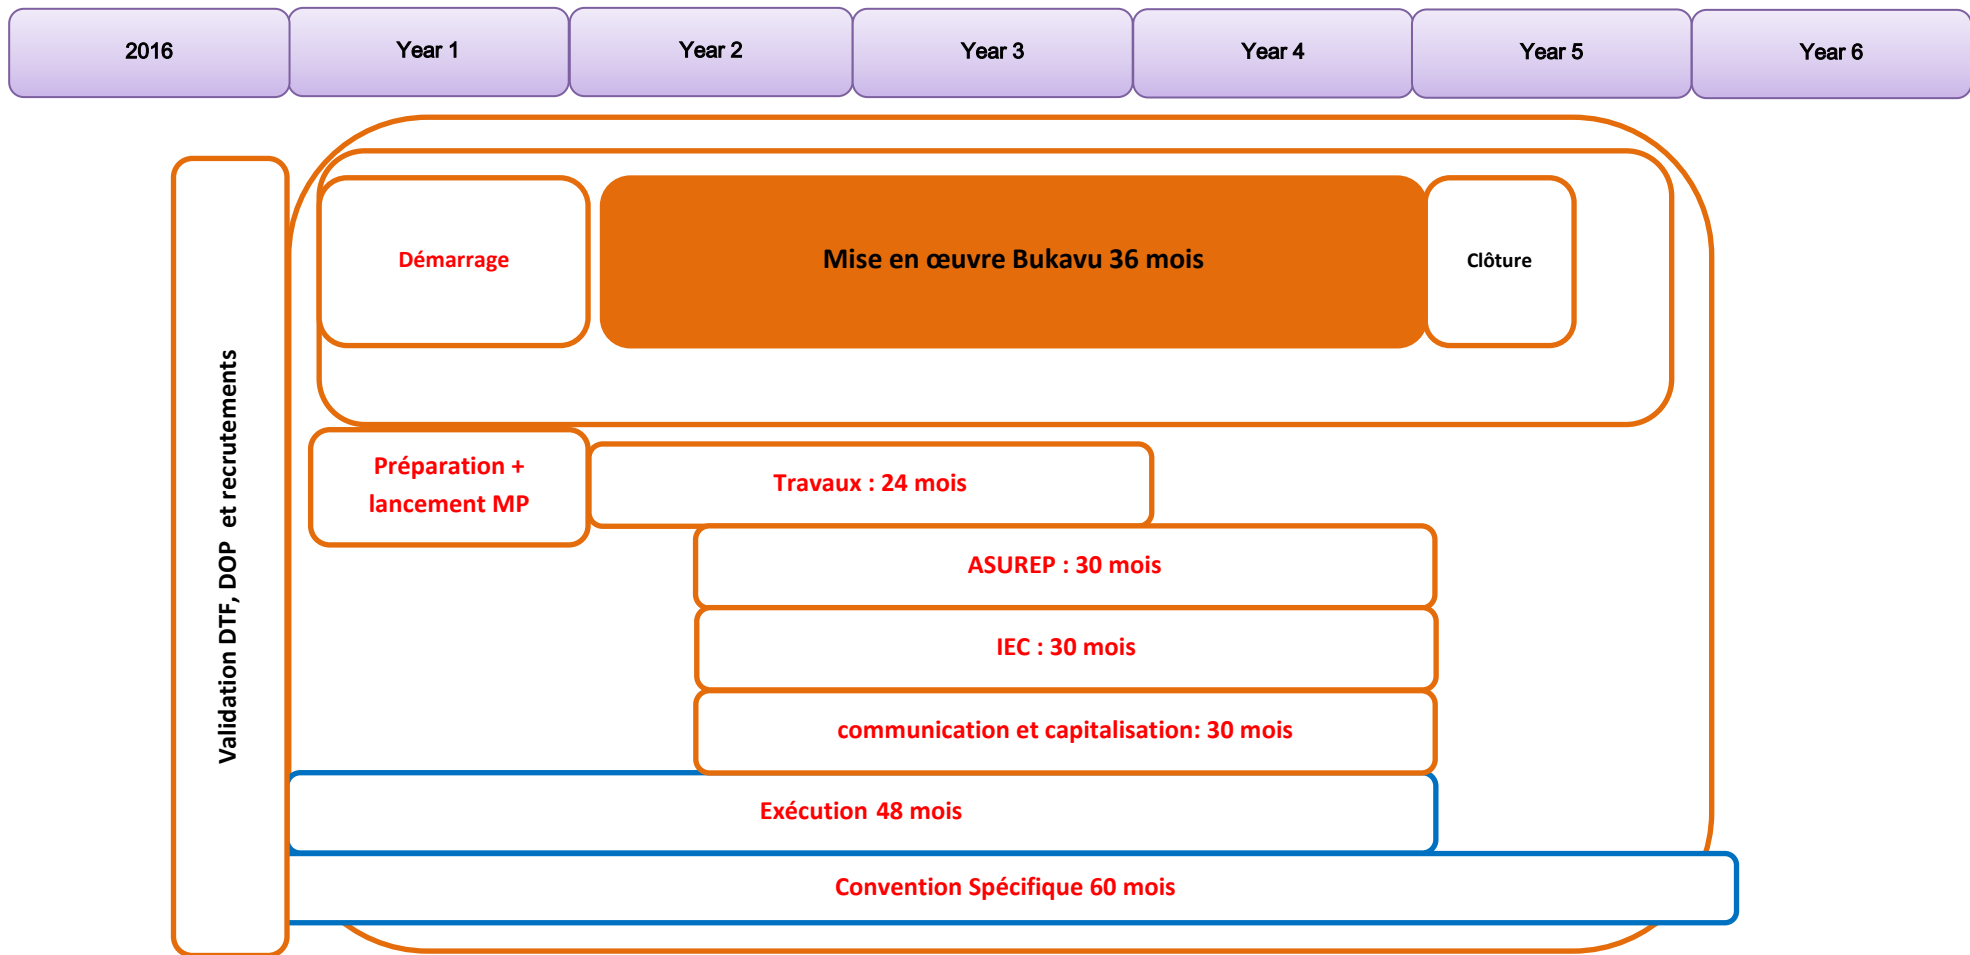 2016
Year 1
Year 2
Year 3
Year 4
Year 5
Year 6
Validation DTF, DOP et recrutements
Démarrage
Mise en œuvre Bukavu 36 mois
Clôture
Préparation +
lancement MP
Travaux : 24 mois
ASUREP : 30 mois
IEC : 30 mois
communication et capitalisation: 30 mois
Exécution 48 mois
Convention Spécifique 60 mois